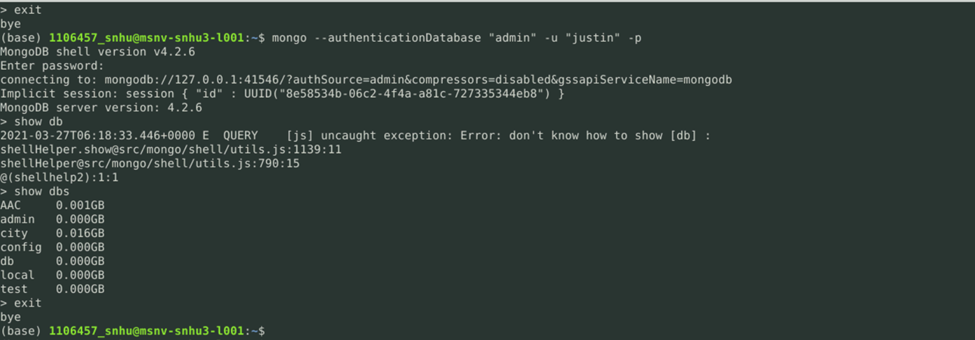 > exit
bye
(base) 1106457_snhu@msnv-snhu3-l001:~$ mongo --authenticationDatabase "admin" -u "justin" -p
MongoDB shell version v4.2.6
Enter password:
connecting to: mongodb://127.0.0.1:41546/?authSource=admin&compressors=disabled&gssapiServiceName=mongodb
Implicit session: session { "id" : UUID("8e58534b-06c2-4f4a-a81c-727335344eb8") }
MongoDB server version: 4.2.6
> show db
2021-03-27T06:18:33.446+0000 E  QUERY    [js] uncaught exception: Error: don't know how to show [db] :
shellHelper.show@src/mongo/shell/utils.js:1139:11
shellHelper@src/mongo/shell/utils.js:790:15
@(shellhelp2):1:1
> show dbs
AAC     0.001GB
admin   0.000GB
city    0.016GB
config  0.000GB
db      0.000GB
local   0.000GB
test    0.000GB
> exit
bye
(base) 1106457_snhu@msnv-snhu3-l001:~$